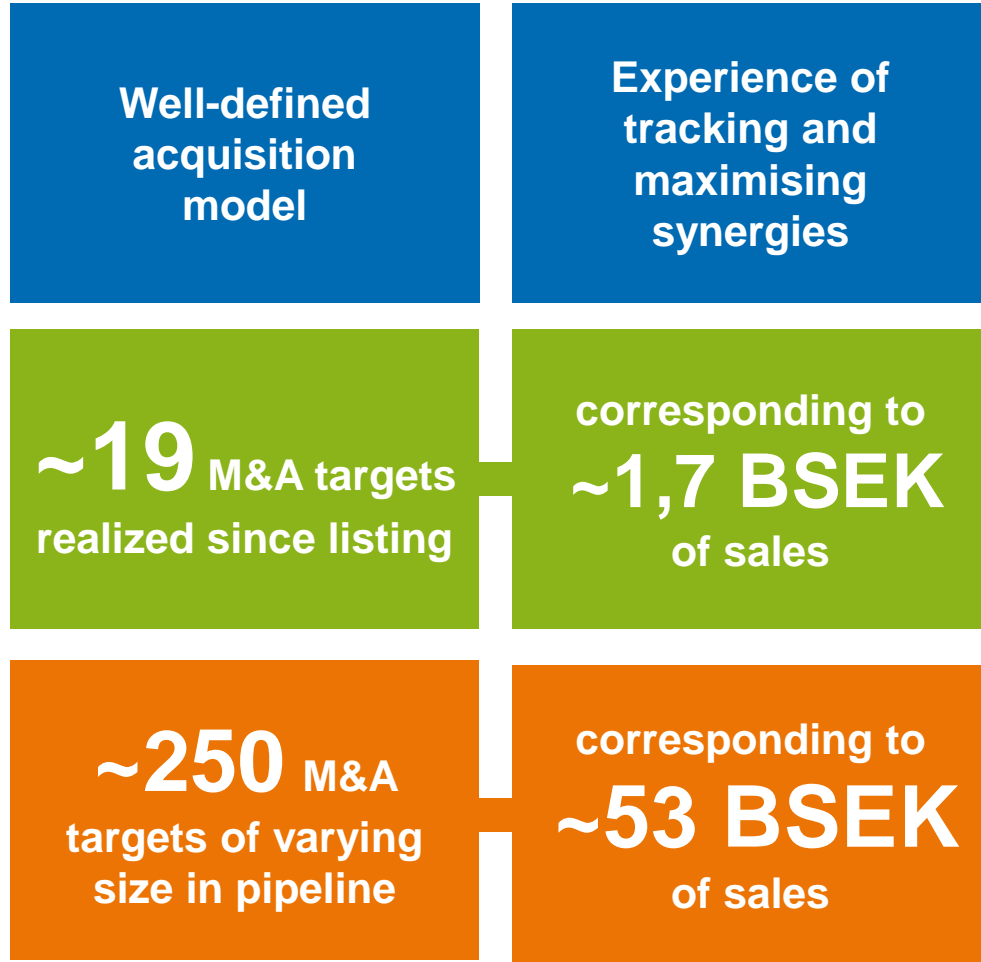 Well-defined
acquisition
model
Experience of
tracking and
maximising
synergies
~19 M&A targets
realized since listing
corresponding to
~1,7 BSEK
of sales
~250 M&A
targets of varying
size in pipeline
corresponding to
~53 BSEK
of sales